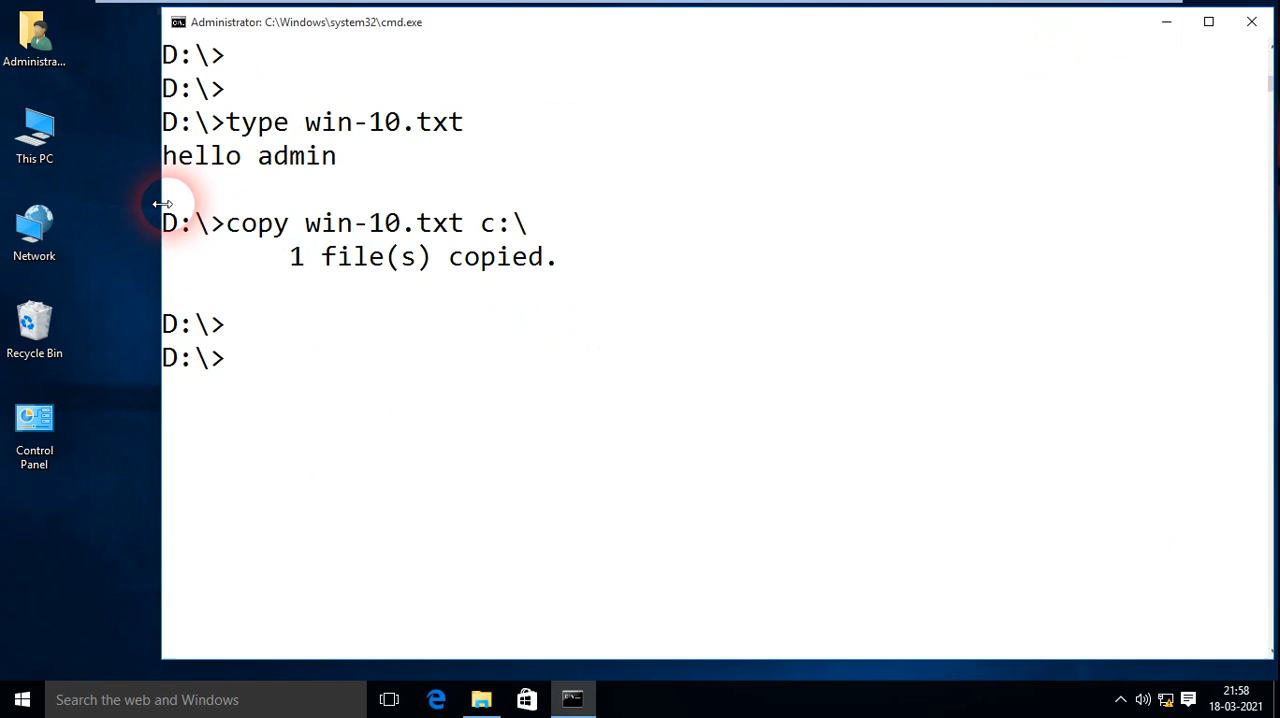 Administrator: C:\Windows\system32\cmd.exe
D:\>
D:\>
D:\>type win-10.txt
hello admin
D:\>copy win-10.txt c:\
1 file(s) copied.
D:\>
D:\>
Administra...
This PC
Network
Recycle Bin
Control
Panel
Search the web and Windows
21:58
18-03-2021